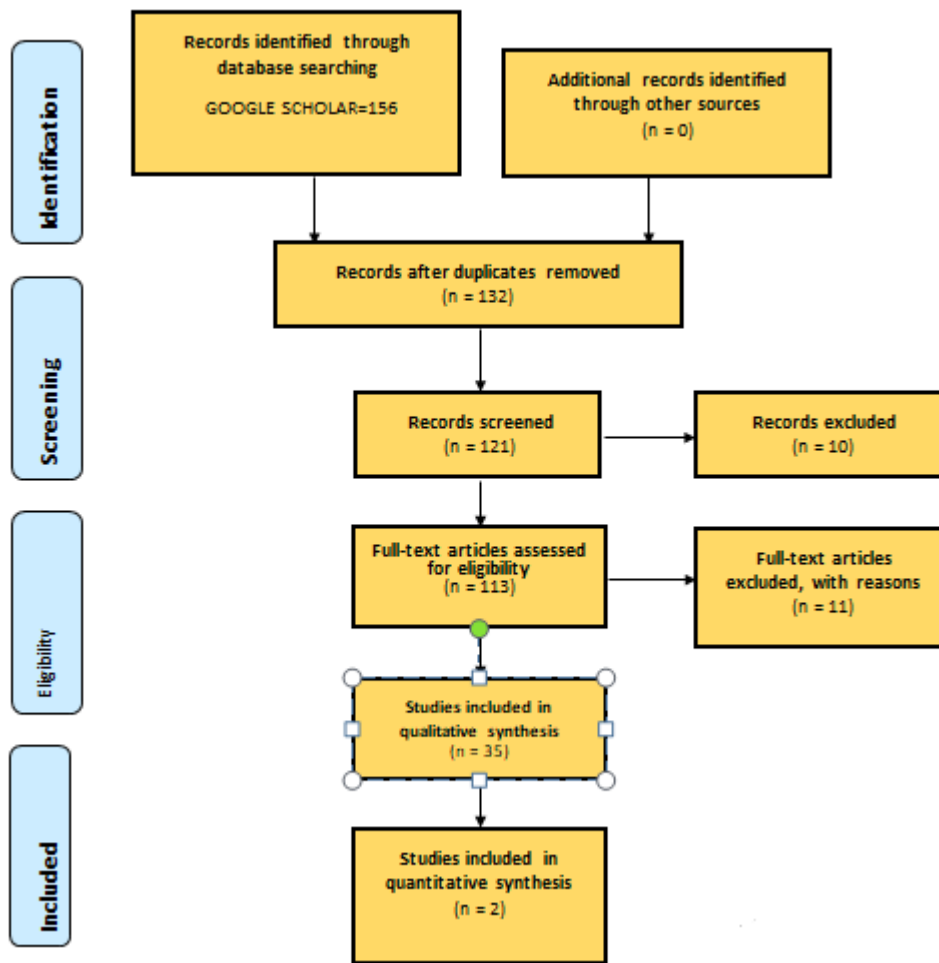 Identification
Records identified through
database searching
GOOGLE SCHOLAR=156
Additional records identified
through other sources
(n = 0)
Records after duplicates removed
(n = 132)
Screening
Records screened
(n = 121)
Records excluded
(n = 10)
Eligibility
Full-text articles assessed
for eligibility
(n = 113)
Full-text articles
excluded, with reasons
(n = 11)
Studies included in
qualitative synthesis
(n = 35)
Included
Studies included in
quantitative synthesis
(n = 2)